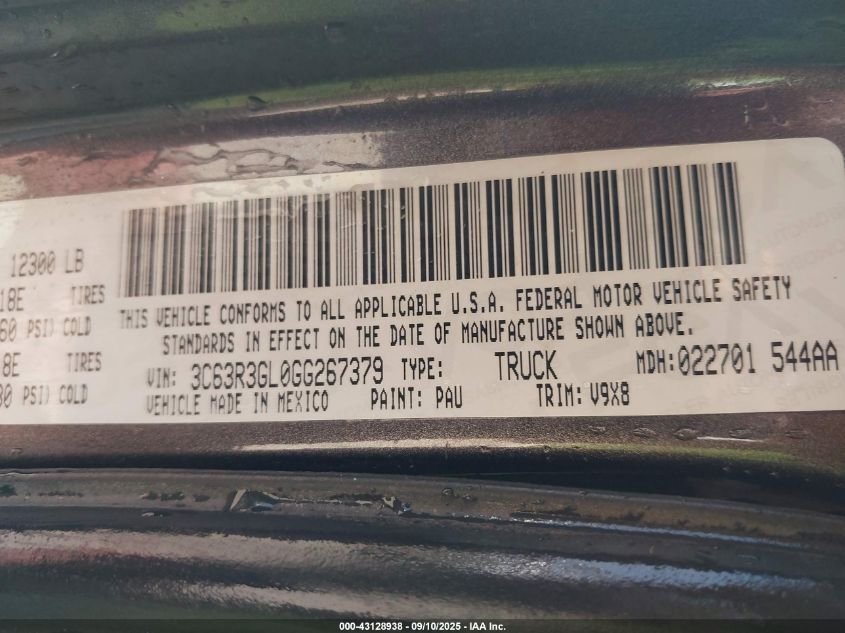 12300 LB
18E TIRES
60 PSI) COLD
8E TIRES
80 PSI) COLD
THIS VEHICLE CONFORMS TO ALL APPLICABLE U.S.A. FEDERAL MOTOR VEHICLE SAFETY
STANDARDS IN EFFECT ON THE DATE OF MANUFACTURE SHOWN ABOVE.
VIN: 3C63R3GL0GG267379 TYPE: TRUCK MDH:022701 544AA
VEHICLE MADE IN MEXICO PAINT: PAU TRIM: V9X8
000-43128938 - 09/10/2025 - IAA Inc.